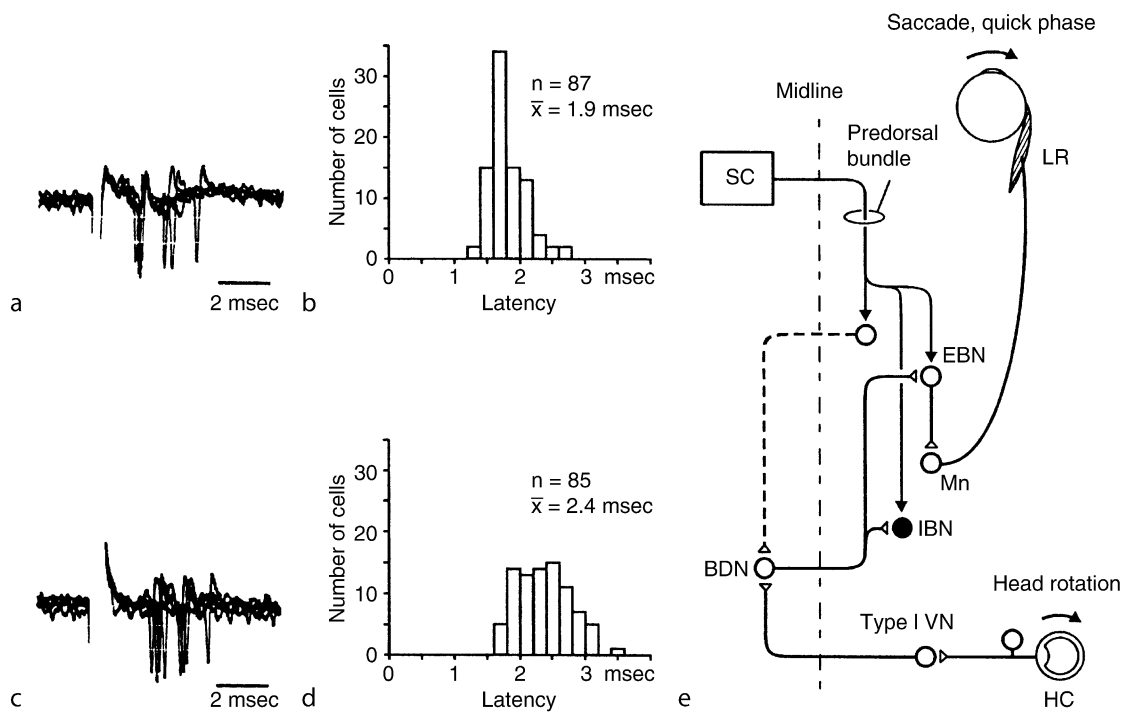 a
2 msec
b
Number of cells
30
20
10
0
n = 87
x̅ = 1.9 msec
0 1 2 3 msec
Latency
c
2 msec
d
Number of cells
30
20
10
0
n = 85
x̅ = 2.4 msec
0 1 2 3 msec
Latency
e
Saccade, quick phase
Midline
Predorsal
bundle
LR
SC
EBN
Mn
IBN
BDN
Head rotation
Type I VN
HC